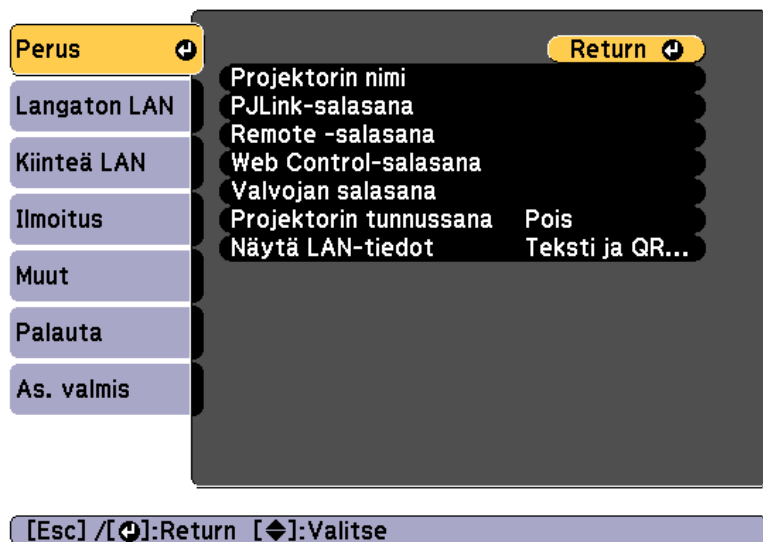 Perus
Langaton LAN
Kiinteä LAN
Ilmoitus
Muut
Palauta
As. valmis
Return
Projektorin nimi
PJLink-salasana
Remote -salasana
Web Control-salasana
Valvojan salasana
Projektorin tunnussana Pois
Näytä LAN-tiedot Teksti ja QR...
[Esc] /[ ]:Return [ ]:Valitse